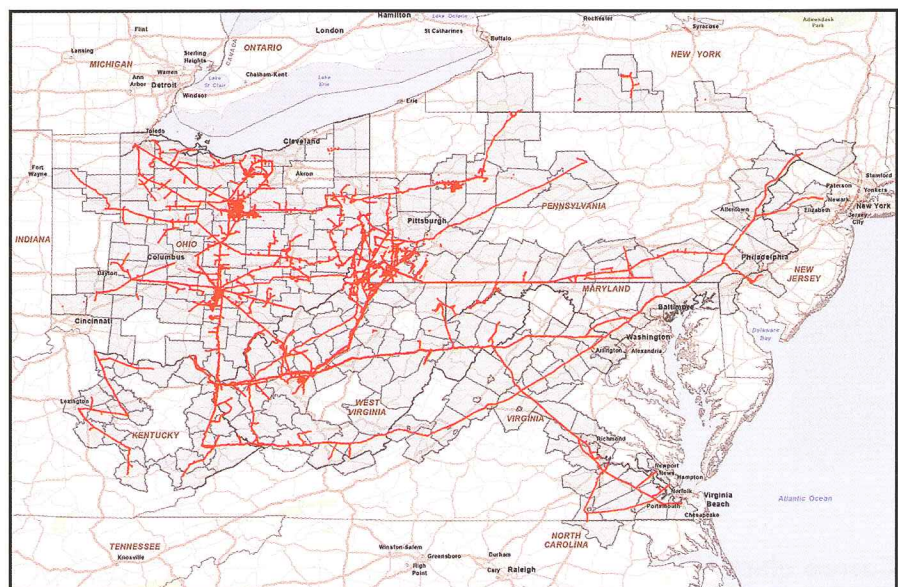 Hamilton
Lake Ontario
Rochester
Syracuse
Adirondack
Park
Flint
London
St Catharines
Buffalo
Lansing
Sterling
Heights
ONTARIO
CANADA
NEW YORK
MICHIGAN
Warren
Ann
Arbor
Detroit
Lake
St Clair
Chatham-Kent
Lake
Erie
Windsor
Erie
Toledo
Cleveland
Fort
Wayne
Akron
Stamford
Paterson
Yonkers
Newark
New York
Allentown
Elizabeth
Jersey
City
PENNSYLVANIA
Pittsburgh
INDIANA
OHIO
Columbus
Philadelphia
Dayton
NEW
JERSEY
MARYLAND
Baltimore
Cincinnati
Washington
Delaware
Bay
Arlington
Alexandria
Lexington
WEST
VIRGINIA
VIRGINIA
KENTUCKY
Richmond
Newport
News
Hampton
Norfolk
Virginia
Beach
Portsmouth
Chesapeake
Atlantic Ocean
TENNESSEE
Knoxville
NORTH
CAROLINA
Winston-Salem
Greensboro
Durham
High
Point
Cary
Raleigh